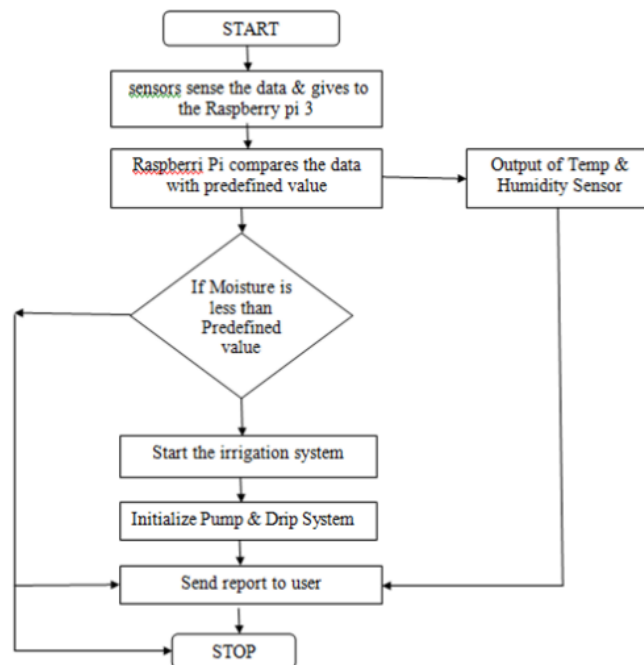 START
sensors sense the data & gives to
the Raspberry pi 3
Raspberri Pi compares the data
with predefined value
Output of Temp &
Humidity Sensor
If Moisture is
less than
Predefined
value
Start the irrigation system
Initialize Pump & Drip System
Send report to user
STOP